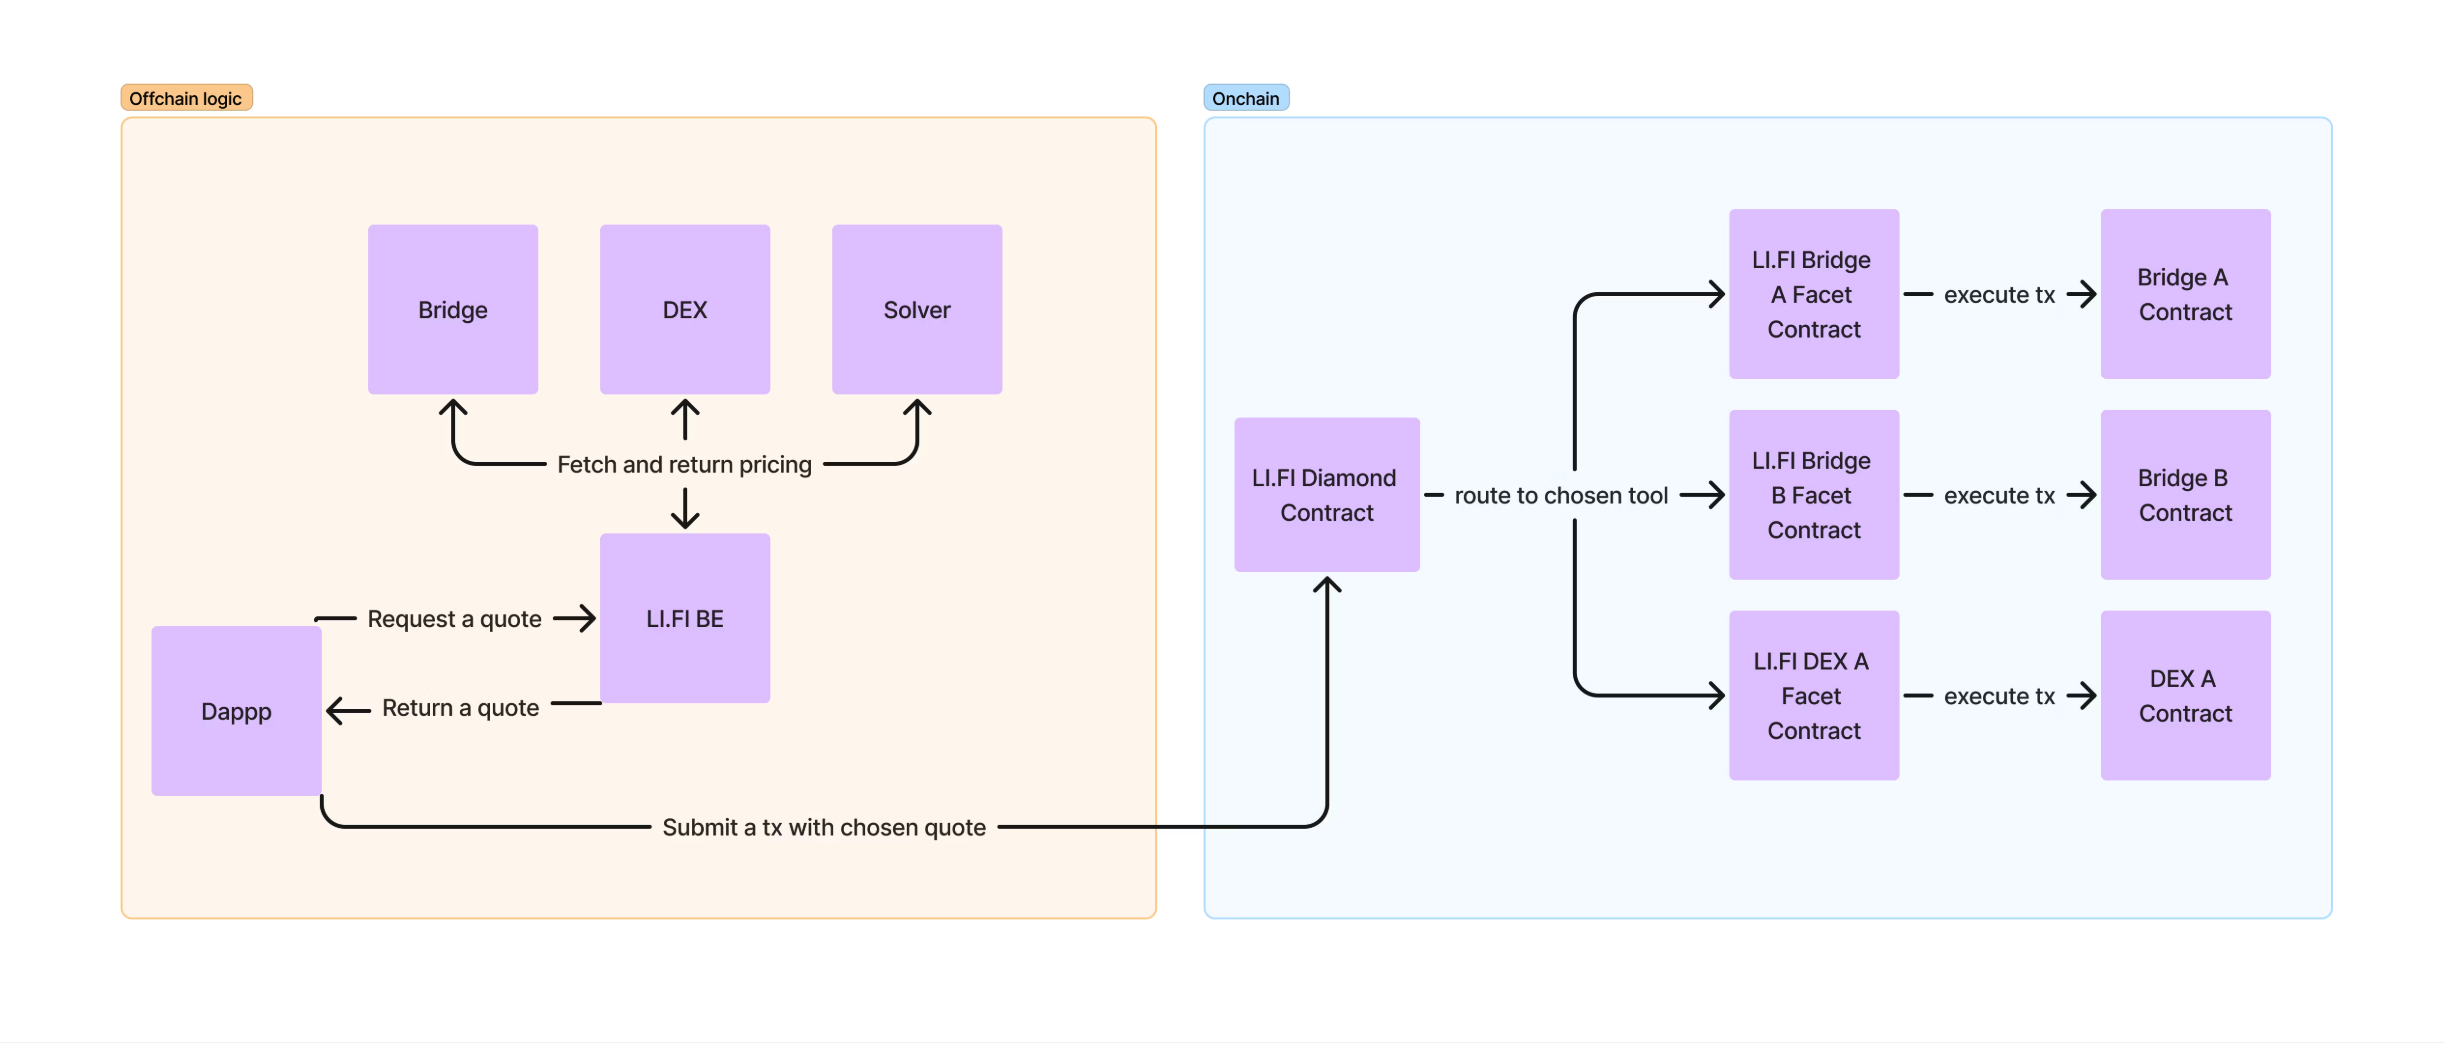 Offchain logic
Bridge
DEX
Solver
Fetch and return pricing
Request a quote
LI.FI BE
Dappp
Return a quote
Submit a tx with chosen quote
Onchain
LI.FI Diamond
Contract
route to chosen tool
LI.FI Bridge
A Facet
Contract
execute tx
Bridge A
Contract
LI.FI Bridge
B Facet
Contract
execute tx
Bridge B
Contract
LI.FI DEX A
Facet
Contract
execute tx
DEX A
Contract